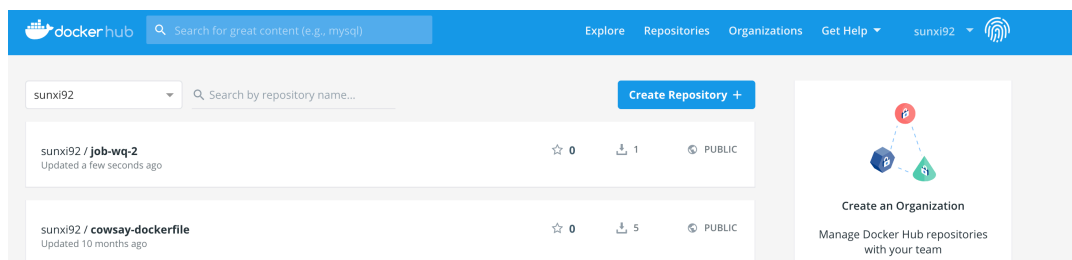 dockerhub Search for great content (e.g., mysql) Explore Repositories Organizations Get Help sunxi92
sunxi92 Search by repository name... Create Repository +
sunxi92 / job-wq-2 0 1 PUBLIC
Updated a few seconds ago
sunxi92 / cowsay-dockerfile 0 5 PUBLIC
Updated 10 months ago
Create an Organization
Manage Docker Hub repositories
with your team